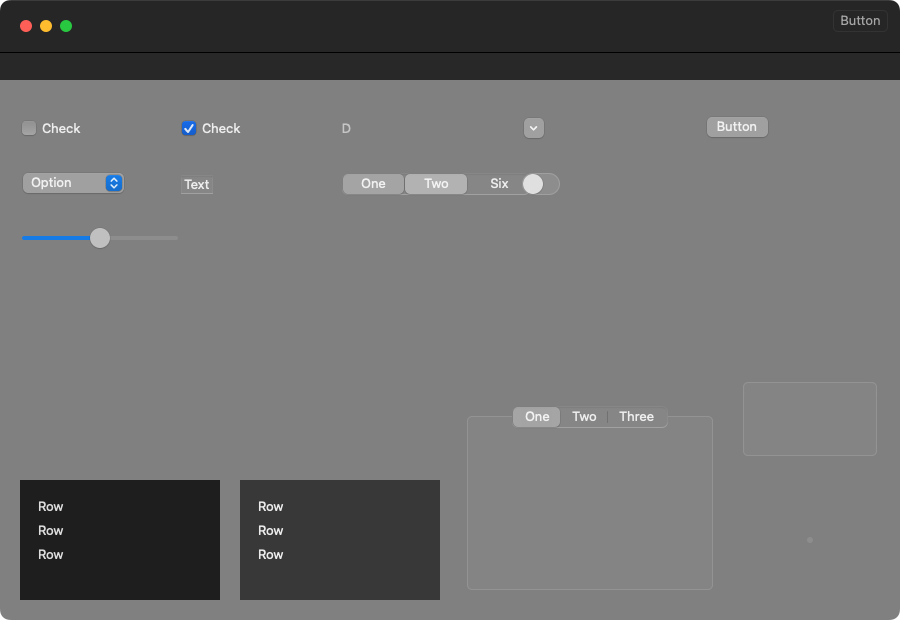 Button
Check
Check
D
Button
Option
Text
One
Two
Six
One
Two
Three
Row
Row
Row
Row
Row
Row